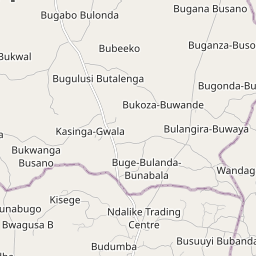 Bugabo Bulonda
Bugana Busano
Bubeeko
Buganza-Buso
Bukwal
Bugulusi Butalenga
Bugonda-Bu
Bukoza-Buwande
Kasinga-Gwala
Bulangira-Buwaya
Bukwanga
Busano
Buge-Bulanda-
Bunabala
Wandag
Kisege
unabugo
Bwagusa B
Ndalike Trading
Centre
Busuuyi Bubanda
Budumba